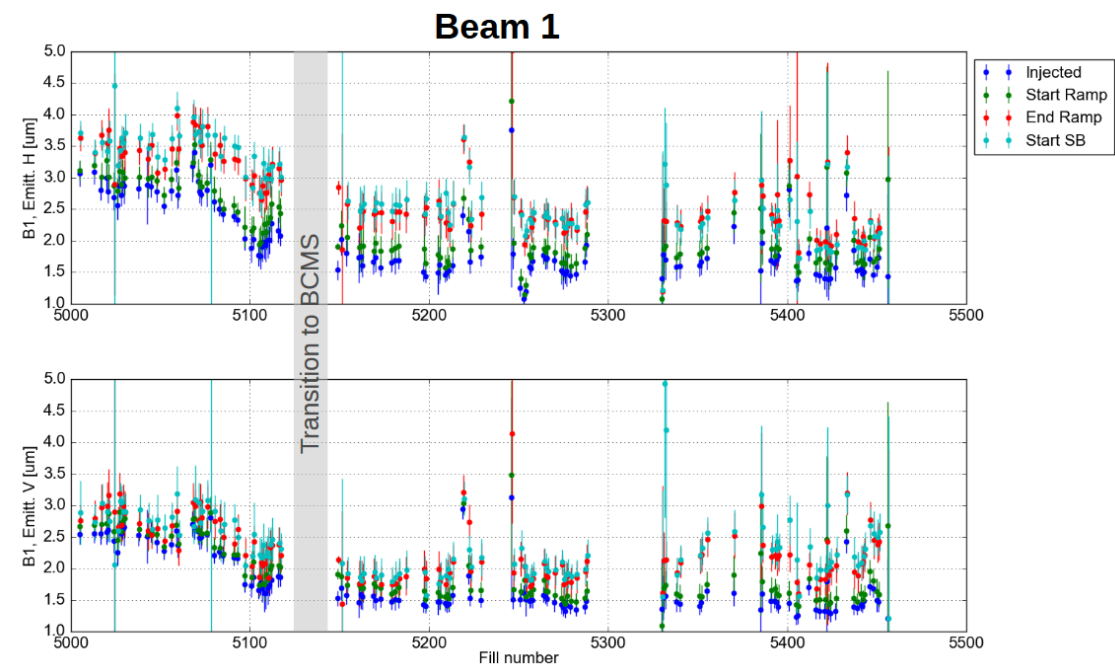 Beam 1
5.0
4.5
4.0
3.5
3.0
2.5
2.0
1.5
1.0
B1, Emitt. H [um]
5000 5100 5200 5300 5400 5500
Injected
Start Ramp
End Ramp
Start SB
Transition to BCMS
5.0
4.5
4.0
3.5
3.0
2.5
2.0
1.5
1.0
B1, Emitt. V [um]
5000 5100 5200 5300 5400 5500
Fill number